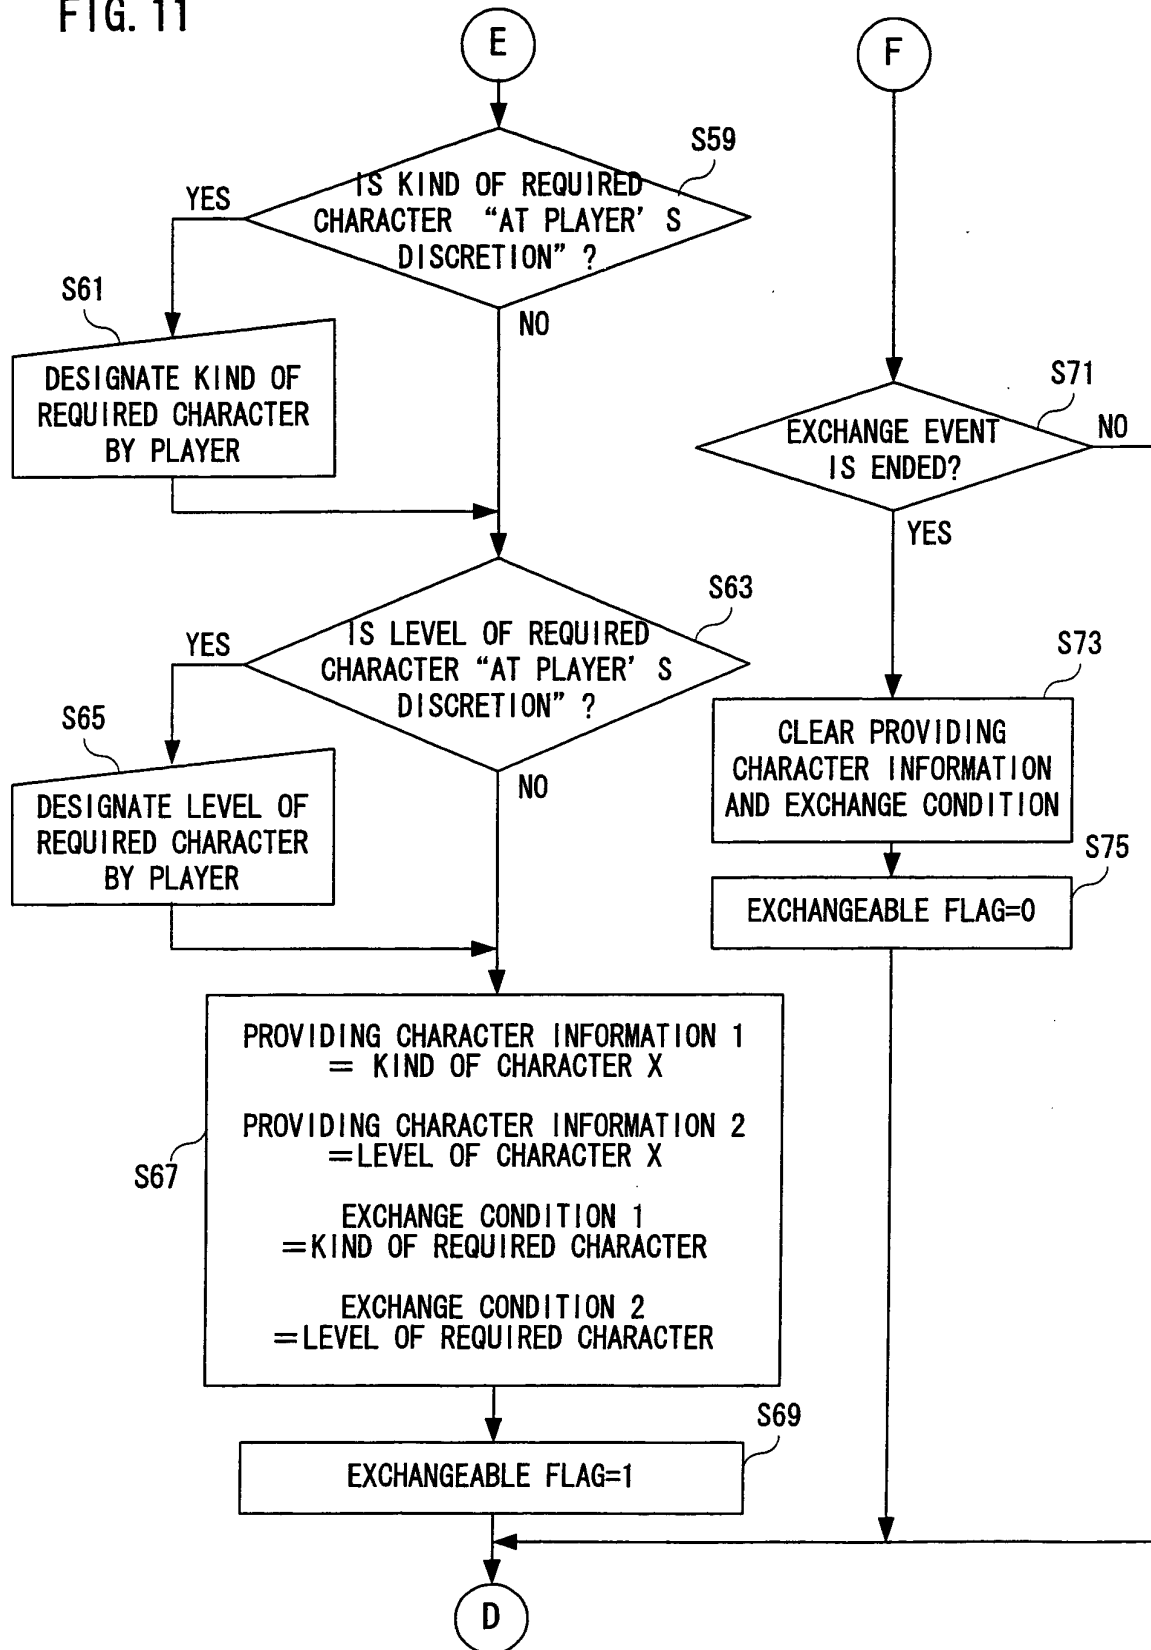 FIG. 11
E
S59
IS KIND OF REQUIRED
CHARACTER “AT PLAYER' S
DISCRETION” ?
YES
NO
S61
DESIGNATE KIND OF
REQUIRED CHARACTER
BY PLAYER
S63
IS LEVEL OF REQUIRED
CHARACTER “AT PLAYER' S
DISCRETION” ?
YES
NO
S65
DESIGNATE LEVEL OF
REQUIRED CHARACTER
BY PLAYER
S67
PROVIDING CHARACTER INFORMATION 1
= KIND OF CHARACTER X
PROVIDING CHARACTER INFORMATION 2
=LEVEL OF CHARACTER X
EXCHANGE CONDITION 1
=KIND OF REQUIRED CHARACTER
EXCHANGE CONDITION 2
=LEVEL OF REQUIRED CHARACTER
S69
EXCHANGEABLE FLAG=1
D
F
S71
EXCHANGE EVENT
IS ENDED?
NO
YES
S73
CLEAR PROVIDING
CHARACTER INFORMATION
AND EXCHANGE CONDITION
S75
EXCHANGEABLE FLAG=0